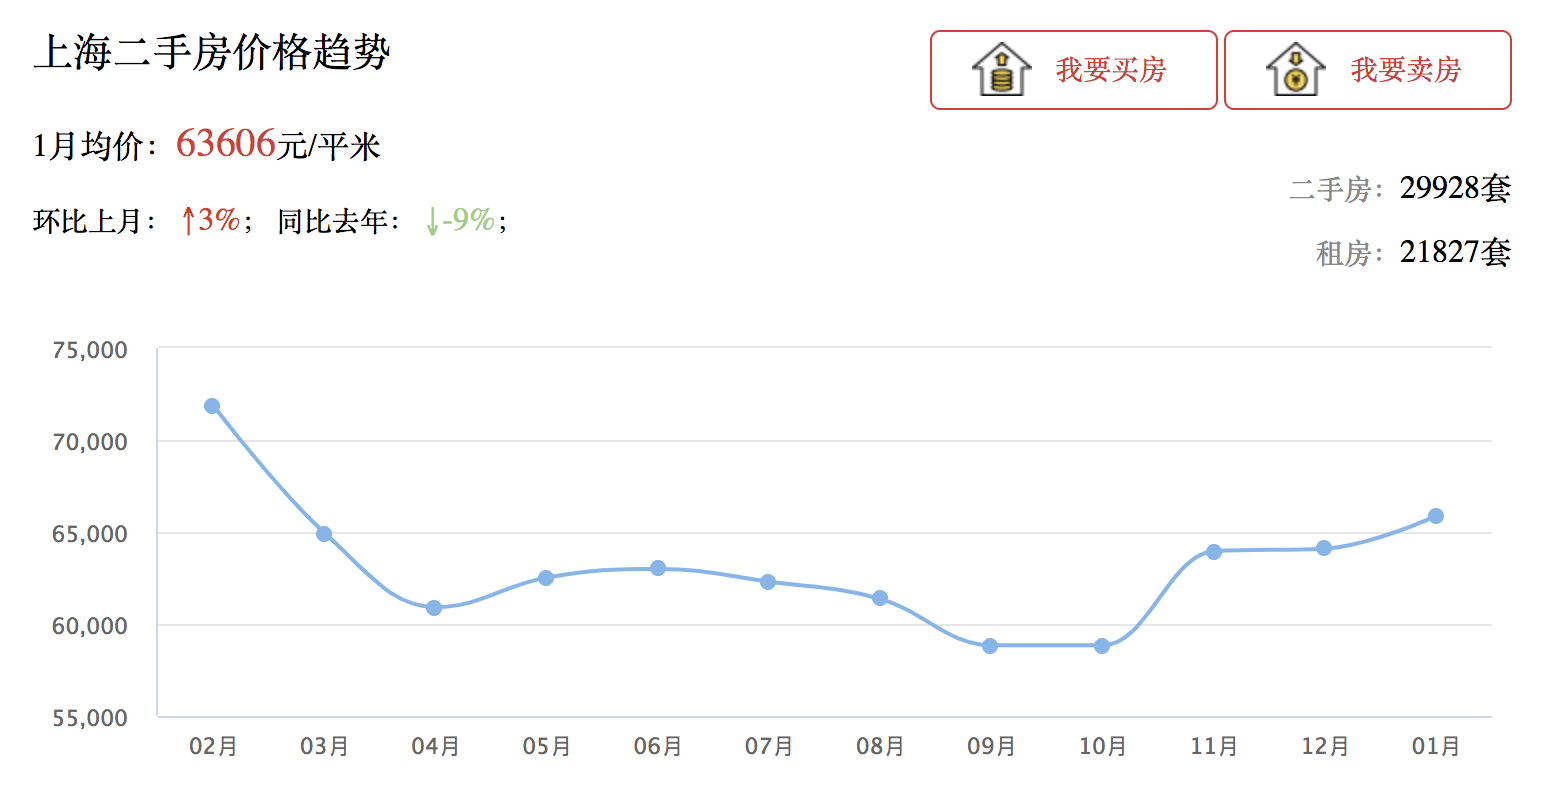 上海二手房价格趋势
我要买房
我要卖房
1月均价：63606元/平米
环比上月：↑3%；同比去年：↓-9%；
二手房：29928套
租房：21827套
75,000
70,000
65,000
60,000
55,000
02月 03月 04月 05月 06月 07月 08月 09月 10月 11月 12月 01月